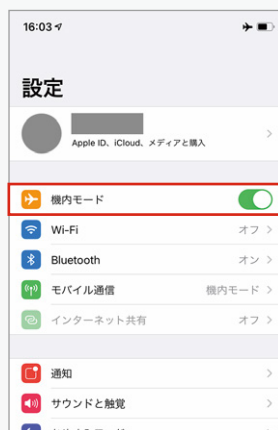 16:03
設定
Apple ID、iCloud、メディアと購入
機内モード
Wi-Fi オフ
Bluetooth オン
モバイル通信 機内モード
インターネット共有 オフ
通知
サウンドと触覚